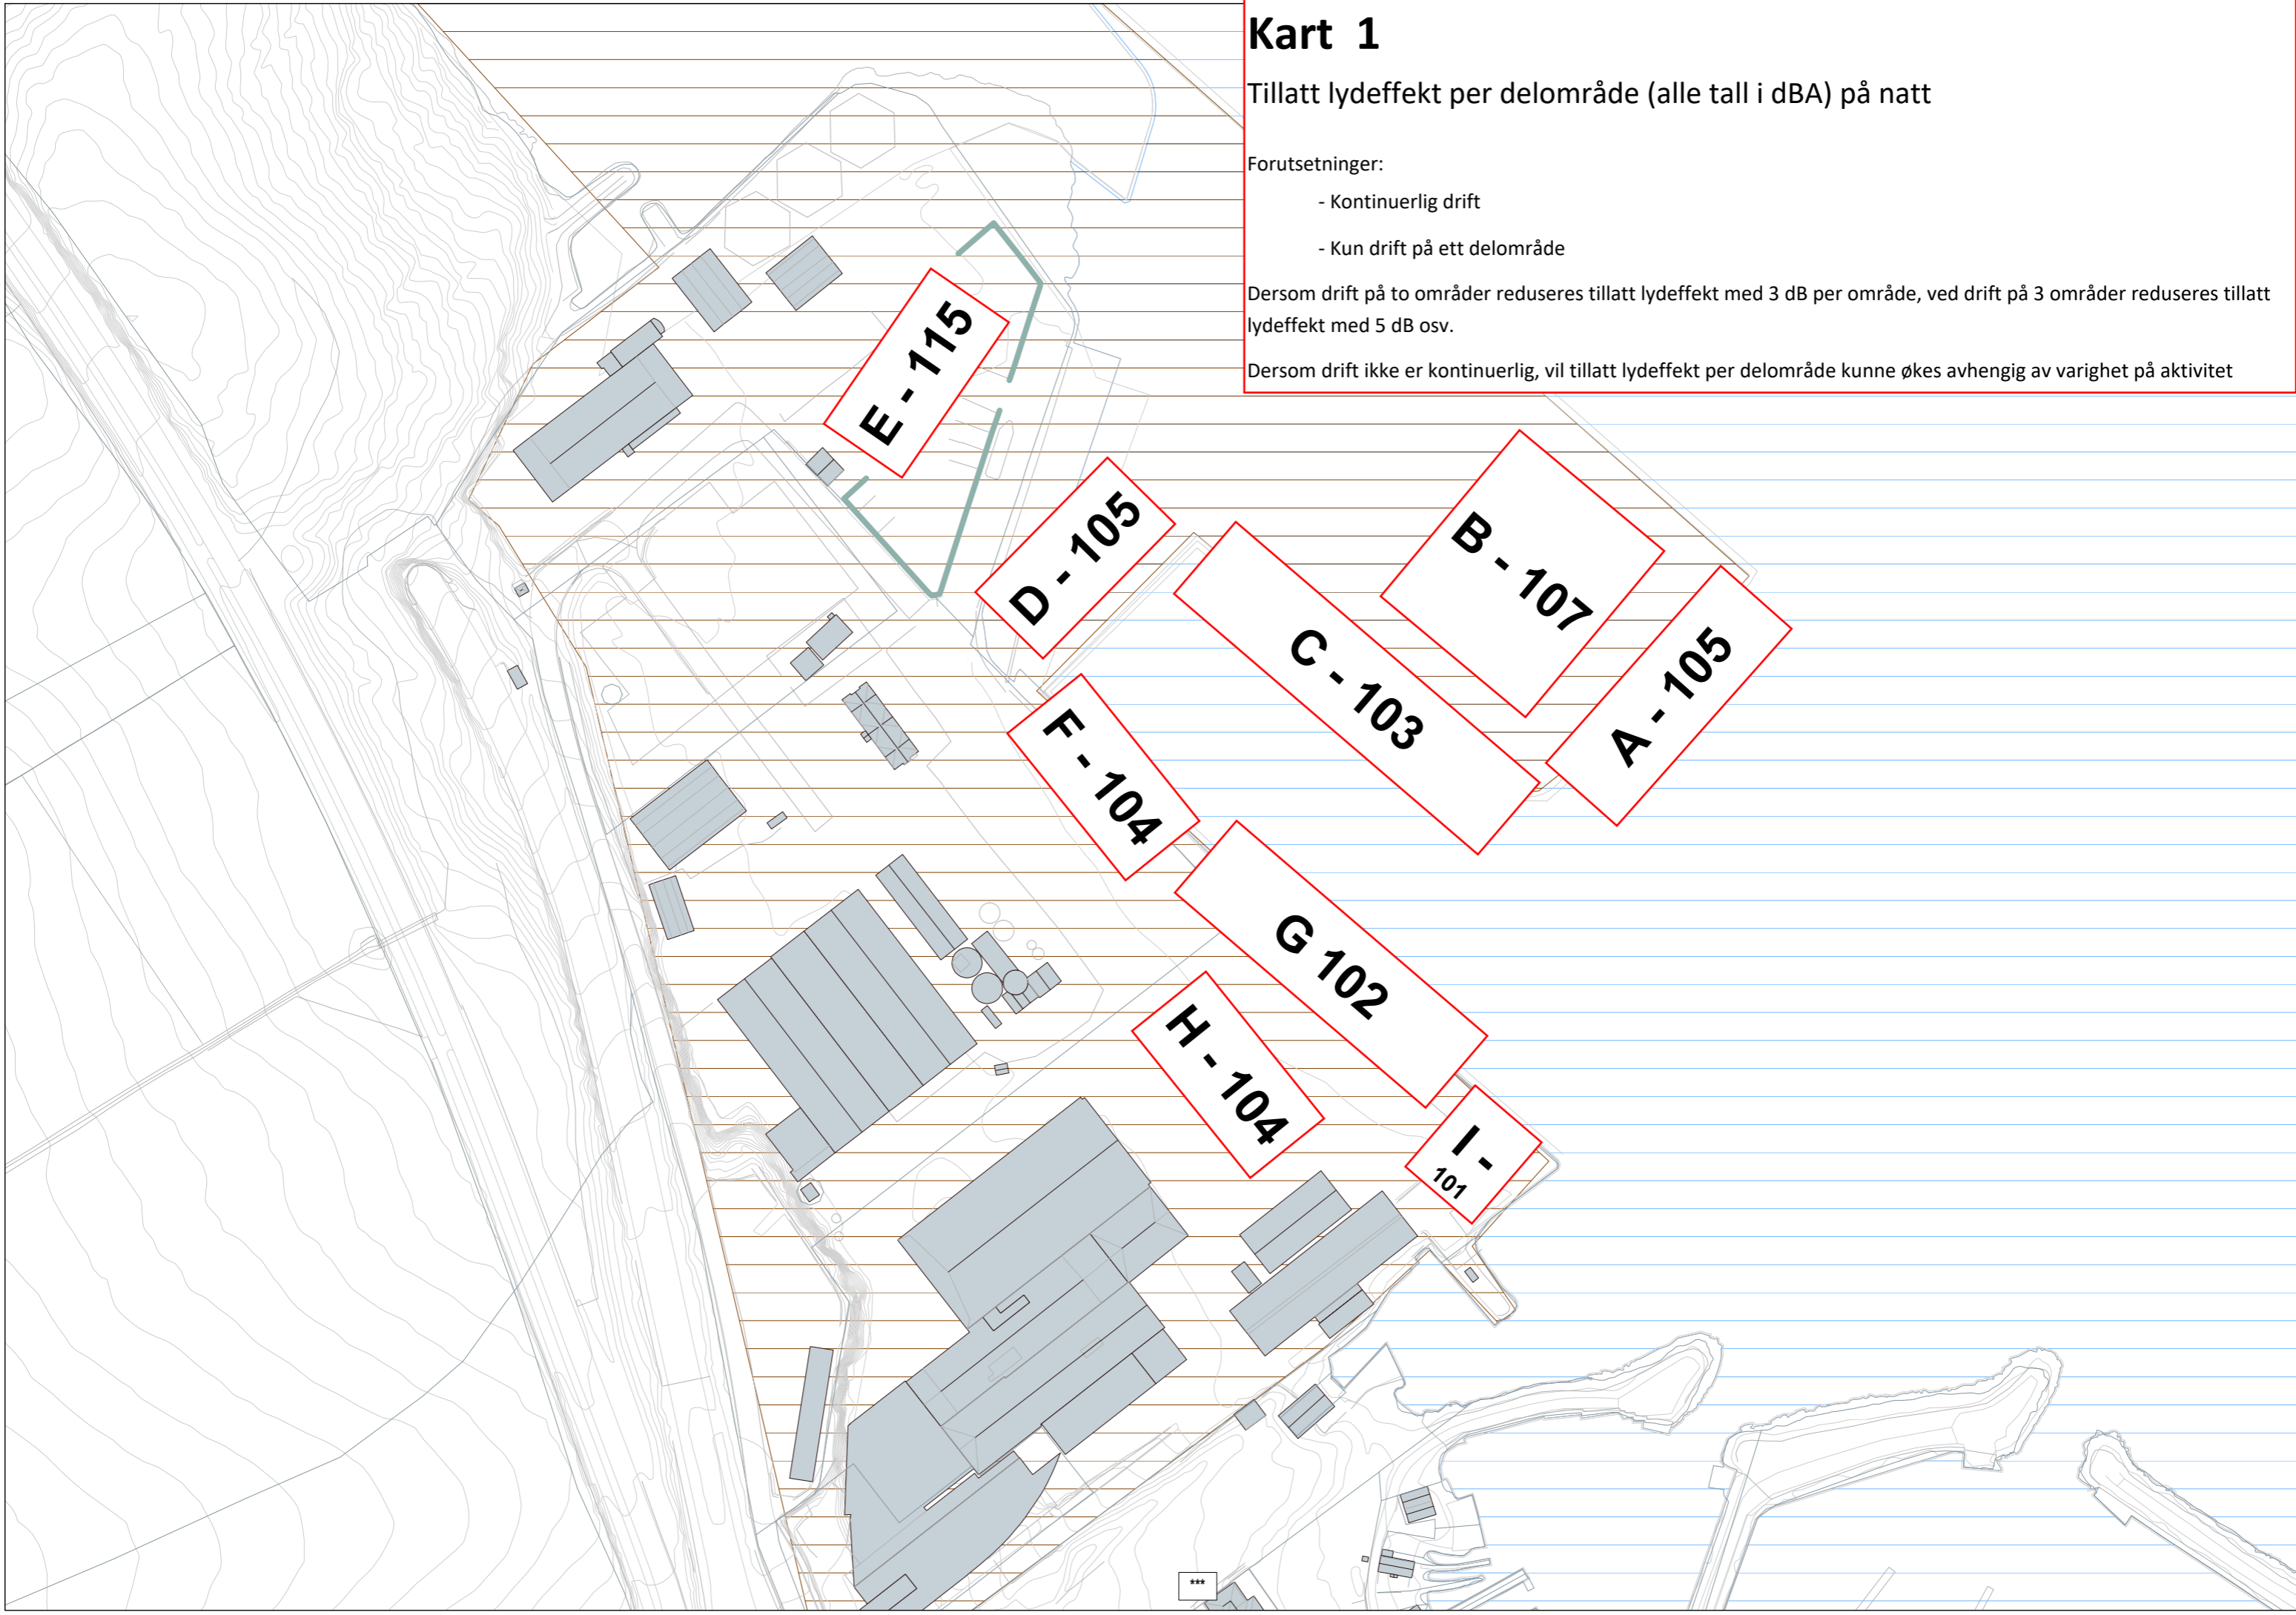 Kart 1
Tillatt lydeffekt per delområde (alle tall i dBA) på natt
Forutsetninger:
- Kontinuerlig drift
- Kun drift på ett delområde
Dersom drift på to områder reduseres tillatt lydeffekt med 3 dB per område, ved drift på 3 områder reduseres tillatt
lydeffekt med 5 dB osv.
Dersom drift ikke er kontinuerlig, vil tillatt lydeffekt per delområde kunne økes avhengig av varighet på aktivitet
E - 115
D - 105
B - 107
C - 103
A - 105
F - 104
G 102
H - 104
I -
101
***